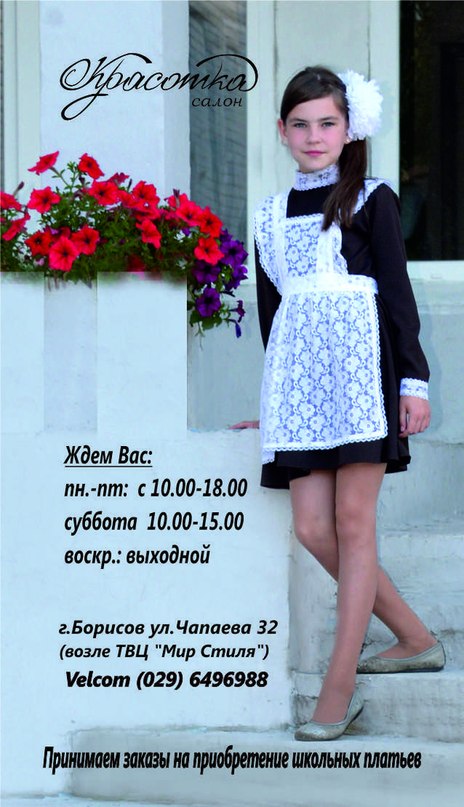 Красотка
салон
Ждем Вас:
пн.-пт: с 10.00-18.00
суббота 10.00-15.00
воскр.: выходной
г.Борисов ул.Чапаева 32
(возле ТВЦ "Мир Стиля")
Velcom (029) 6496988
Принимаем заказы на приобретение школьных платьев